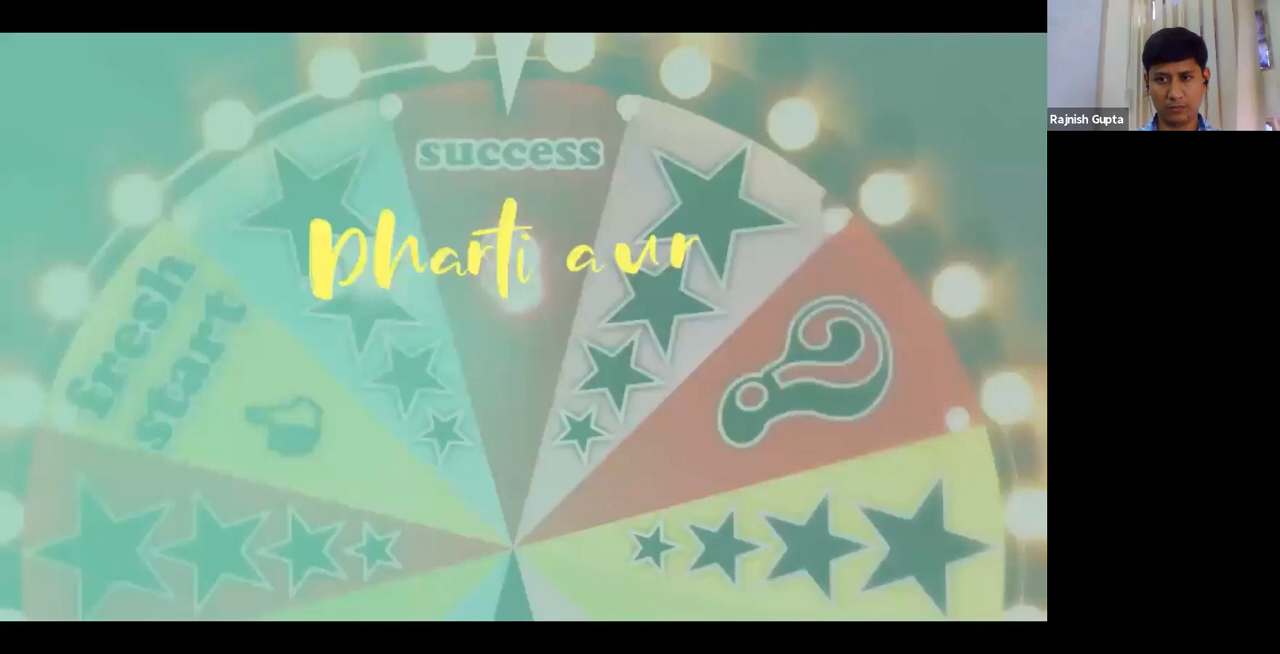 success
Dharti aur
fresh
start
?
Rajnish Gupta